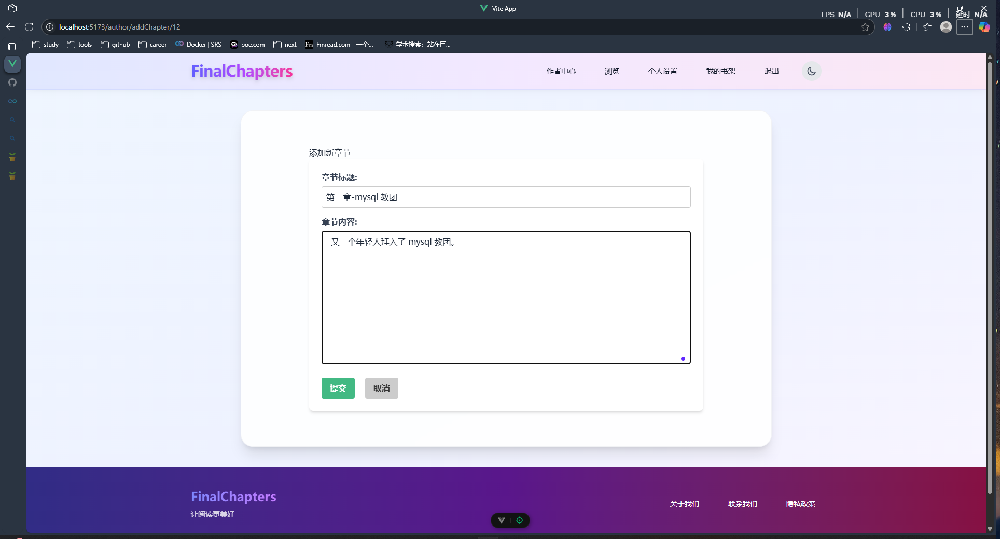 Vite App
FPS N/A GPU 3 % CPU 3 % 延时 N/A
localhost:5173/author/addChapter/12
study tools github career Docker | SRS poe.com next Fm Fmread.com - 一个... 学术搜索：站在巨...
FinalChapters 作者中心 浏览 个人设置 我的书架 退出
添加新章节 -
章节标题:
第一章-mysql 教团
章节内容:
又一个年轻人拜入了 mysql 教团。
提交 取消
FinalChapters
让阅读更美好
关于我们 联系我们 隐私政策